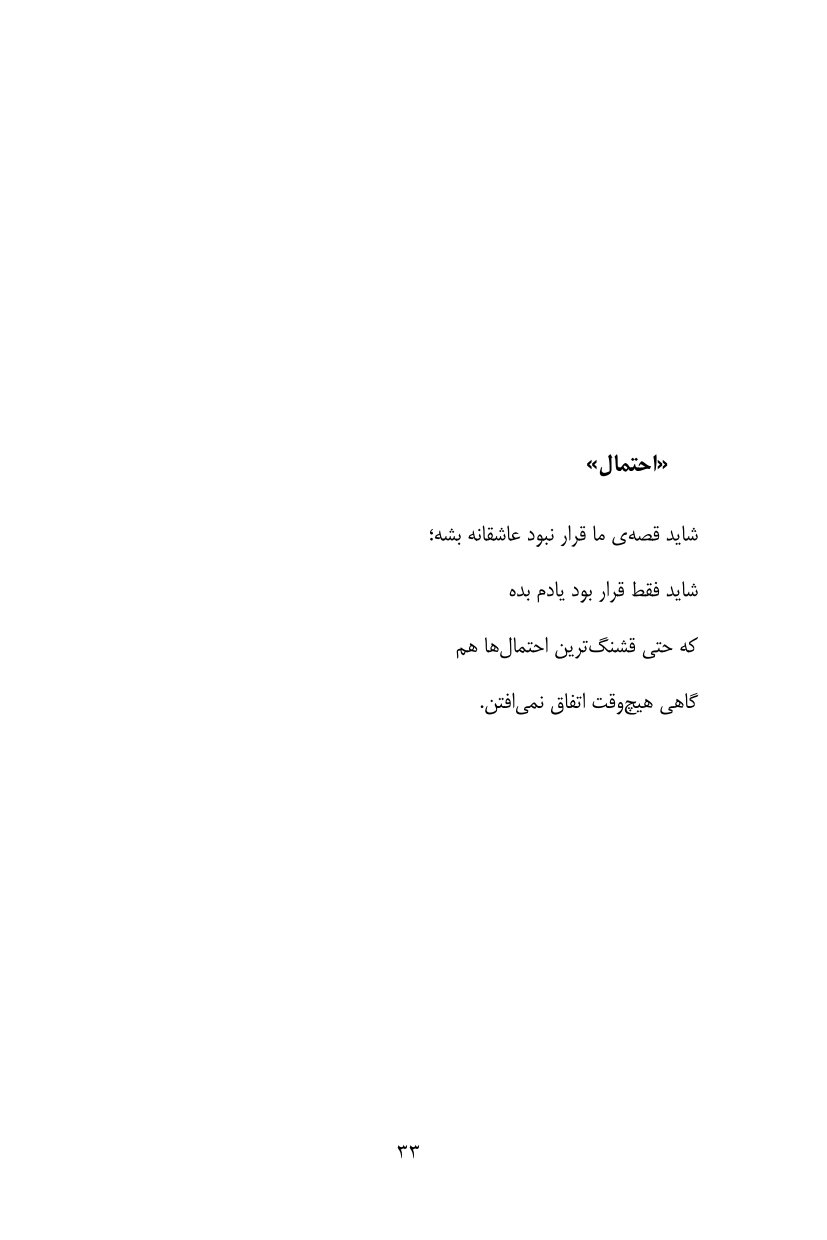 «احتمال»
شاید قصه‌ی ما قرار نبود عاشقانه بشه؛
شاید فقط قرار بود یادم بده
که حتی قشنگ‌ترین احتمال‌ها هم
گاهی هیچ‌وقت اتفاق نمی‌افتن.
۳۳